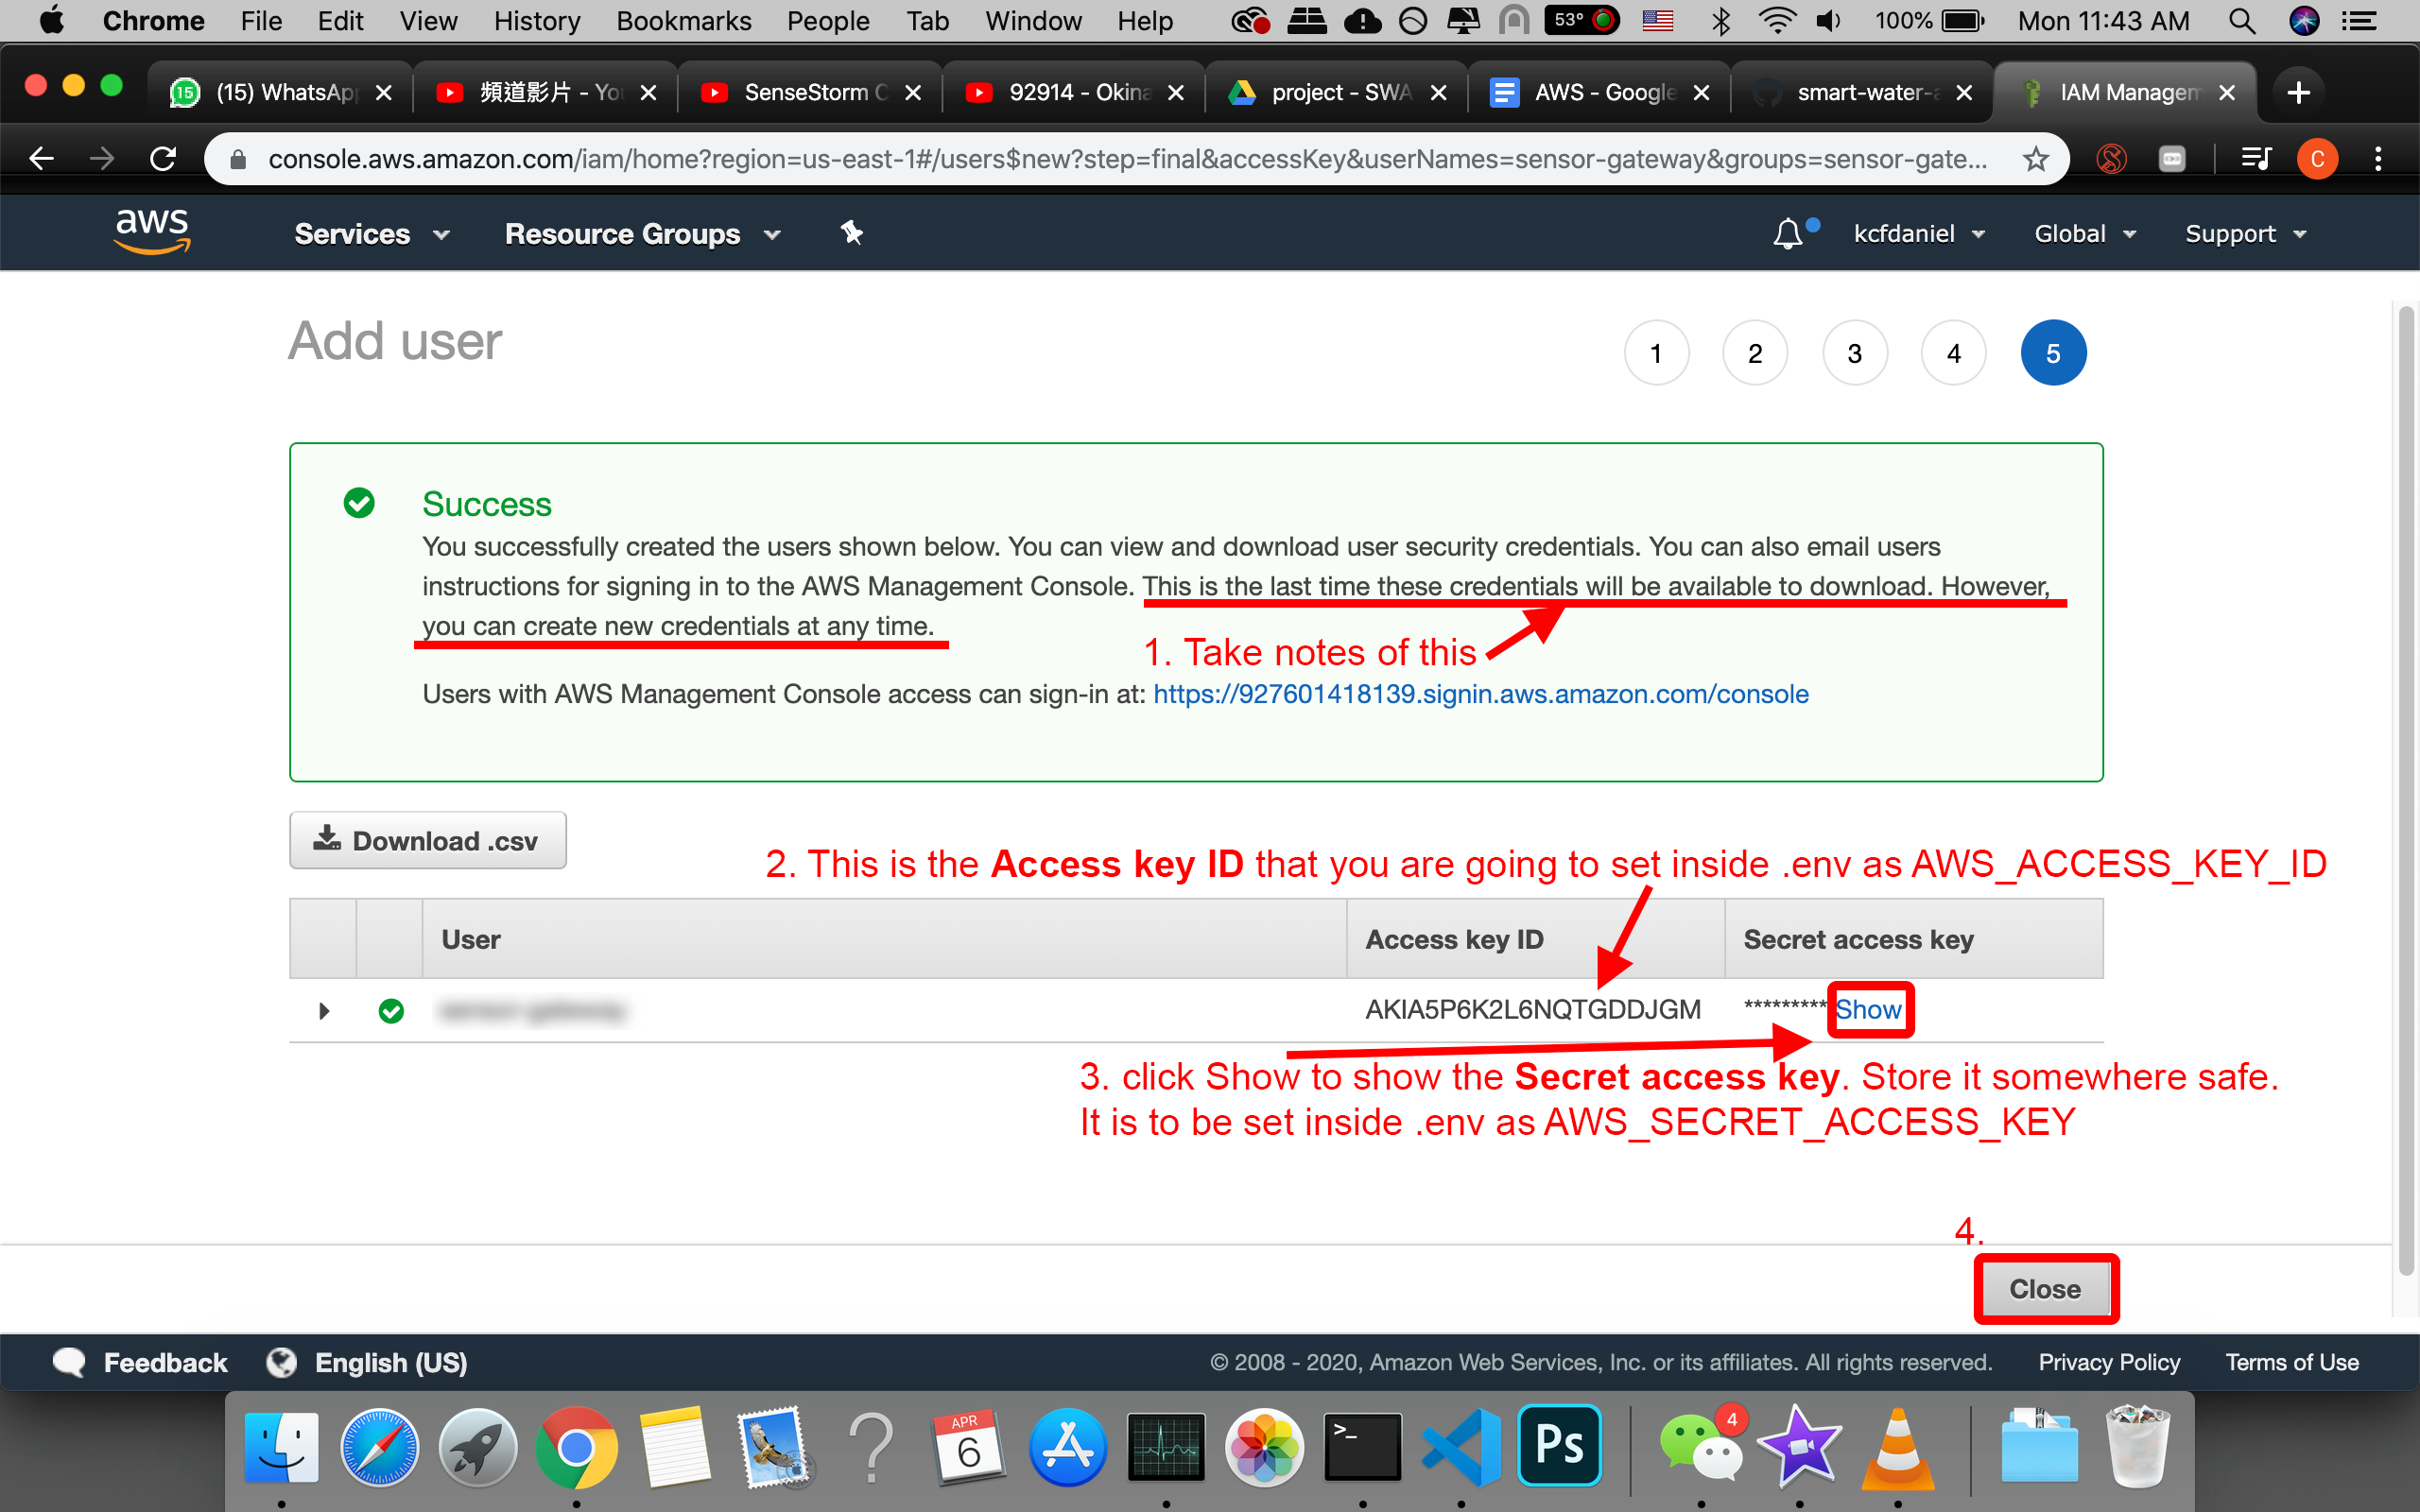 Chrome File Edit View History Bookmarks People Tab Window Help 53° 100% Mon 11:43 AM
15 (15) WhatsApp 頻道影片 - You SenseStorm C 92914 - Okina project - SWA AWS - Google smart-water-a IAM Managem
console.aws.amazon.com/iam/home?region=us-east-1#/users$new?step=final&accessKey&userNames=sensor-gateway&groups=sensor-gate... C
aws Services Resource Groups kcfdaniel Global Support
Add user 1 2 3 4 5
Success
You successfully created the users shown below. You can view and download user security credentials. You can also email users
instructions for signing in to the AWS Management Console. This is the last time these credentials will be available to download. However,
you can create new credentials at any time.
1. Take notes of this
Users with AWS Management Console access can sign-in at: https://927601418139.signin.aws.amazon.com/console
Download .csv
2. This is the Access key ID that you are going to set inside .env as AWS_ACCESS_KEY_ID
User Access key ID Secret access key
AKIA5P6K2L6NQTGDDJGM ********* Show
3. click Show to show the Secret access key. Store it somewhere safe.
It is to be set inside .env as AWS_SECRET_ACCESS_KEY
4.
Close
Feedback English (US) © 2008 - 2020, Amazon Web Services, Inc. or its affiliates. All rights reserved. Privacy Policy Terms of Use
APR 6 >_ Ps 4